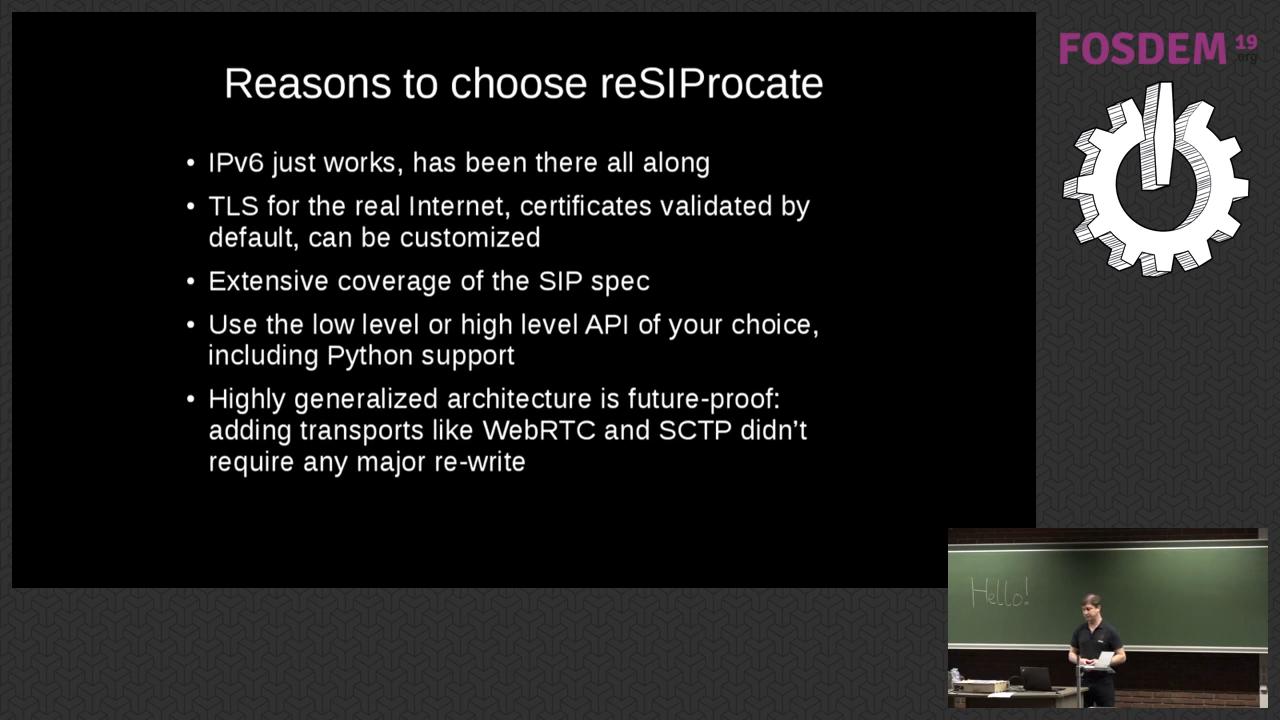 Reasons to choose reSIProcate
• IPv6 just works, has been there all along
• TLS for the real Internet, certificates validated by
default, can be customized
• Extensive coverage of the SIP spec
• Use the low level or high level API of your choice,
including Python support
• Highly generalized architecture is future-proof:
adding transports like WebRTC and SCTP didn’t
require any major re-write
FOSDEM 19
.org
Hello!